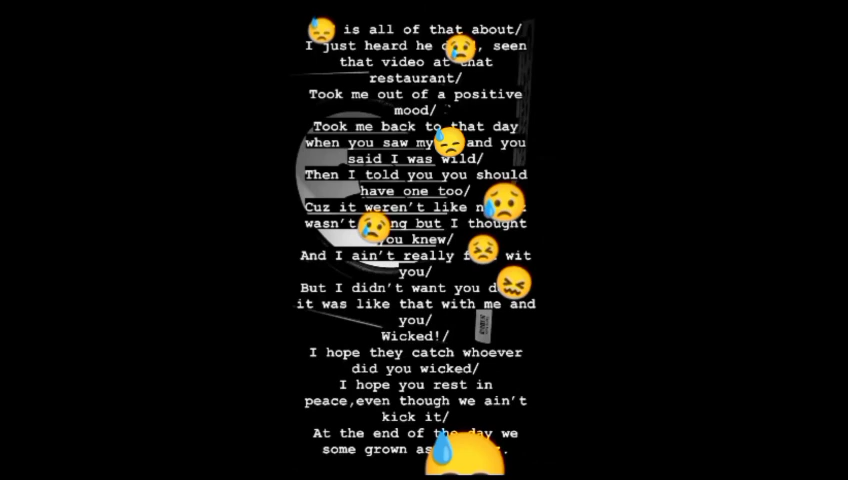 is all of that about/
I just heard he seen
that video at that
restaurant/
Took me out of a positive
mood/
Took me back to that day
when you saw my and you
said I was wild/
Then I told you you should
have one too/
Cuz it weren't like
wasn't but I thought
you knew/
And I ain't really wit
you/
But I didn't want you
it was like that with me and
you/
Wicked!/
I hope they catch whoever
did you wicked/
I hope you rest in
peace,even though we ain't
kick it/
At the end of the day we
some grown